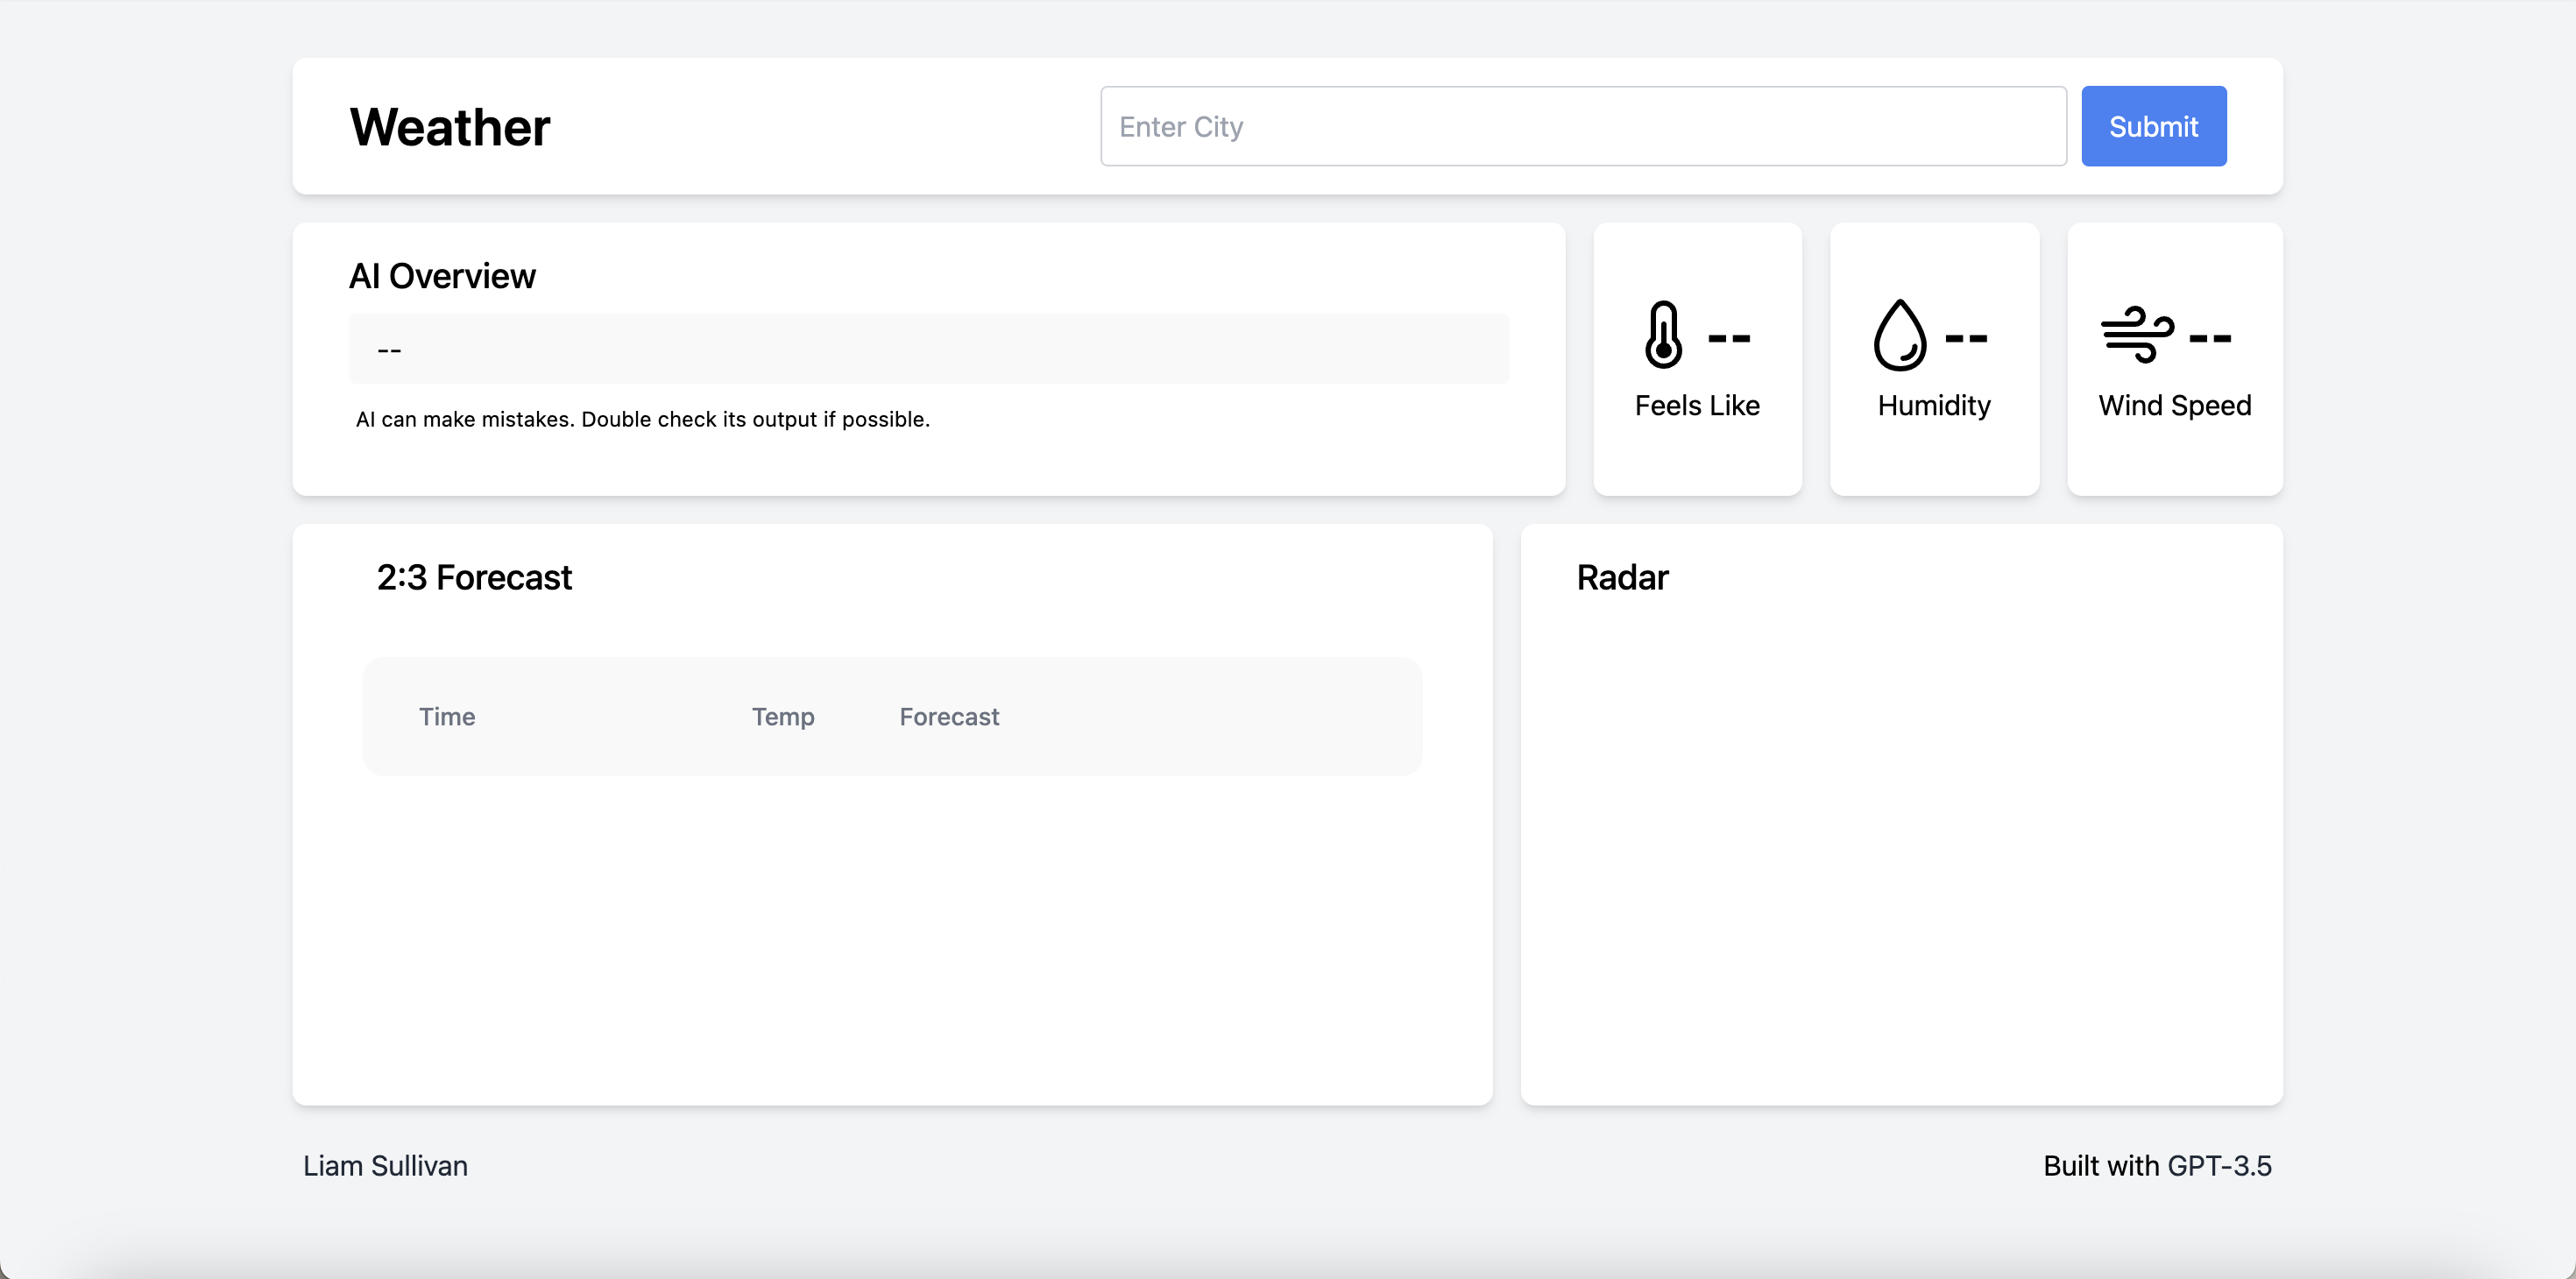 Weather
Enter City
Submit
AI Overview
--
AI can make mistakes. Double check its output if possible.
--
Feels Like
--
Humidity
--
Wind Speed
2:3 Forecast
Time Temp Forecast
Radar
Liam Sullivan
Built with GPT-3.5